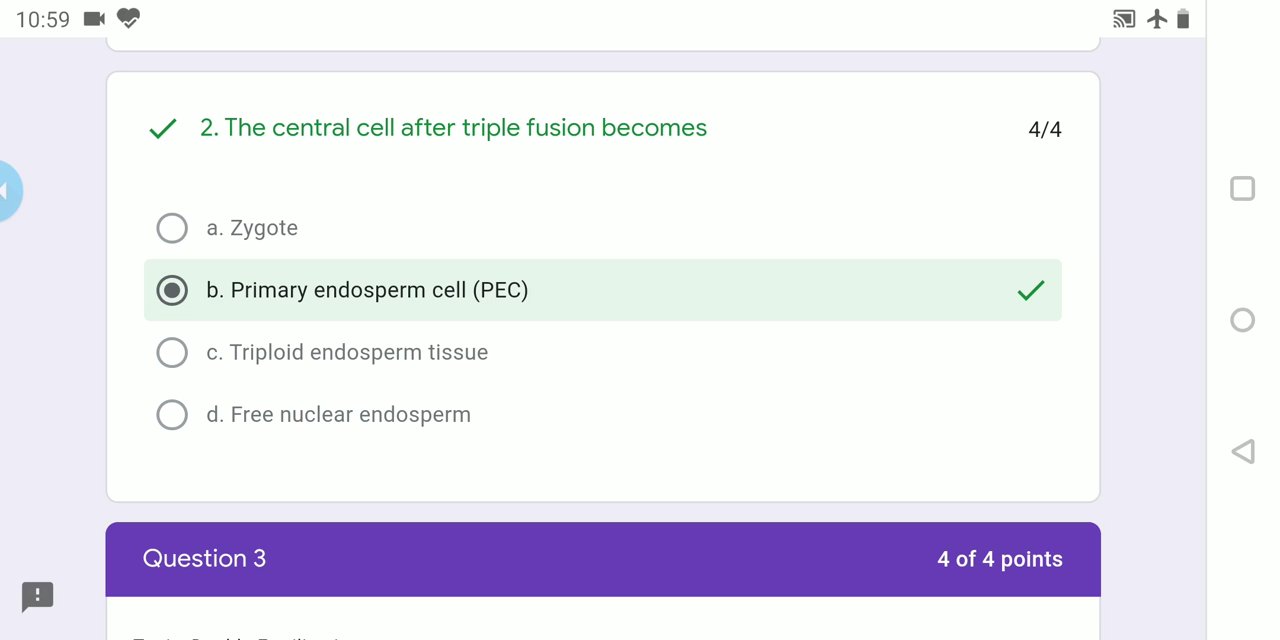 10:59
2. The central cell after triple fusion becomes
4/4
a. Zygote
b. Primary endosperm cell (PEC)
c. Triploid endosperm tissue
d. Free nuclear endosperm
Question 3
4 of 4 points